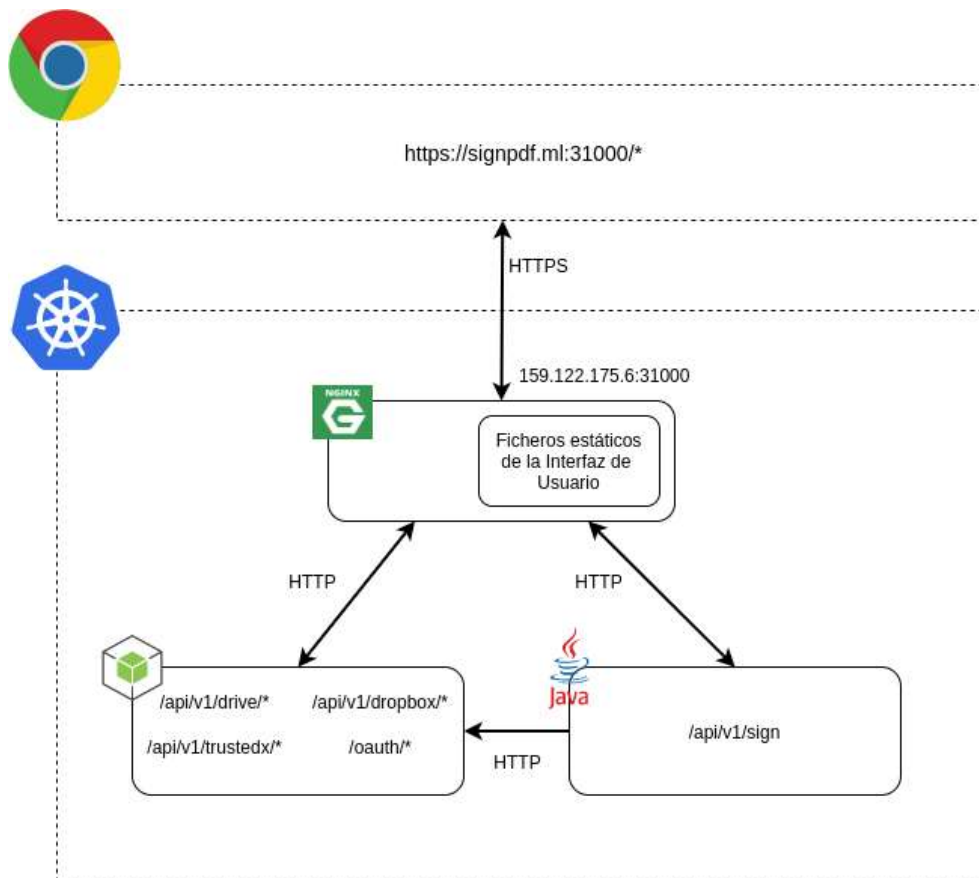 https://signpdf.ml:31000/*
HTTPS
159.122.175.6:31000
NGINX
Ficheros estáticos
de la Interfaz de
Usuario
HTTP
HTTP
Java
/api/v1/drive/*
/api/v1/dropbox/*
/api/v1/trustedx/*
/oauth/*
/api/v1/sign
HTTP